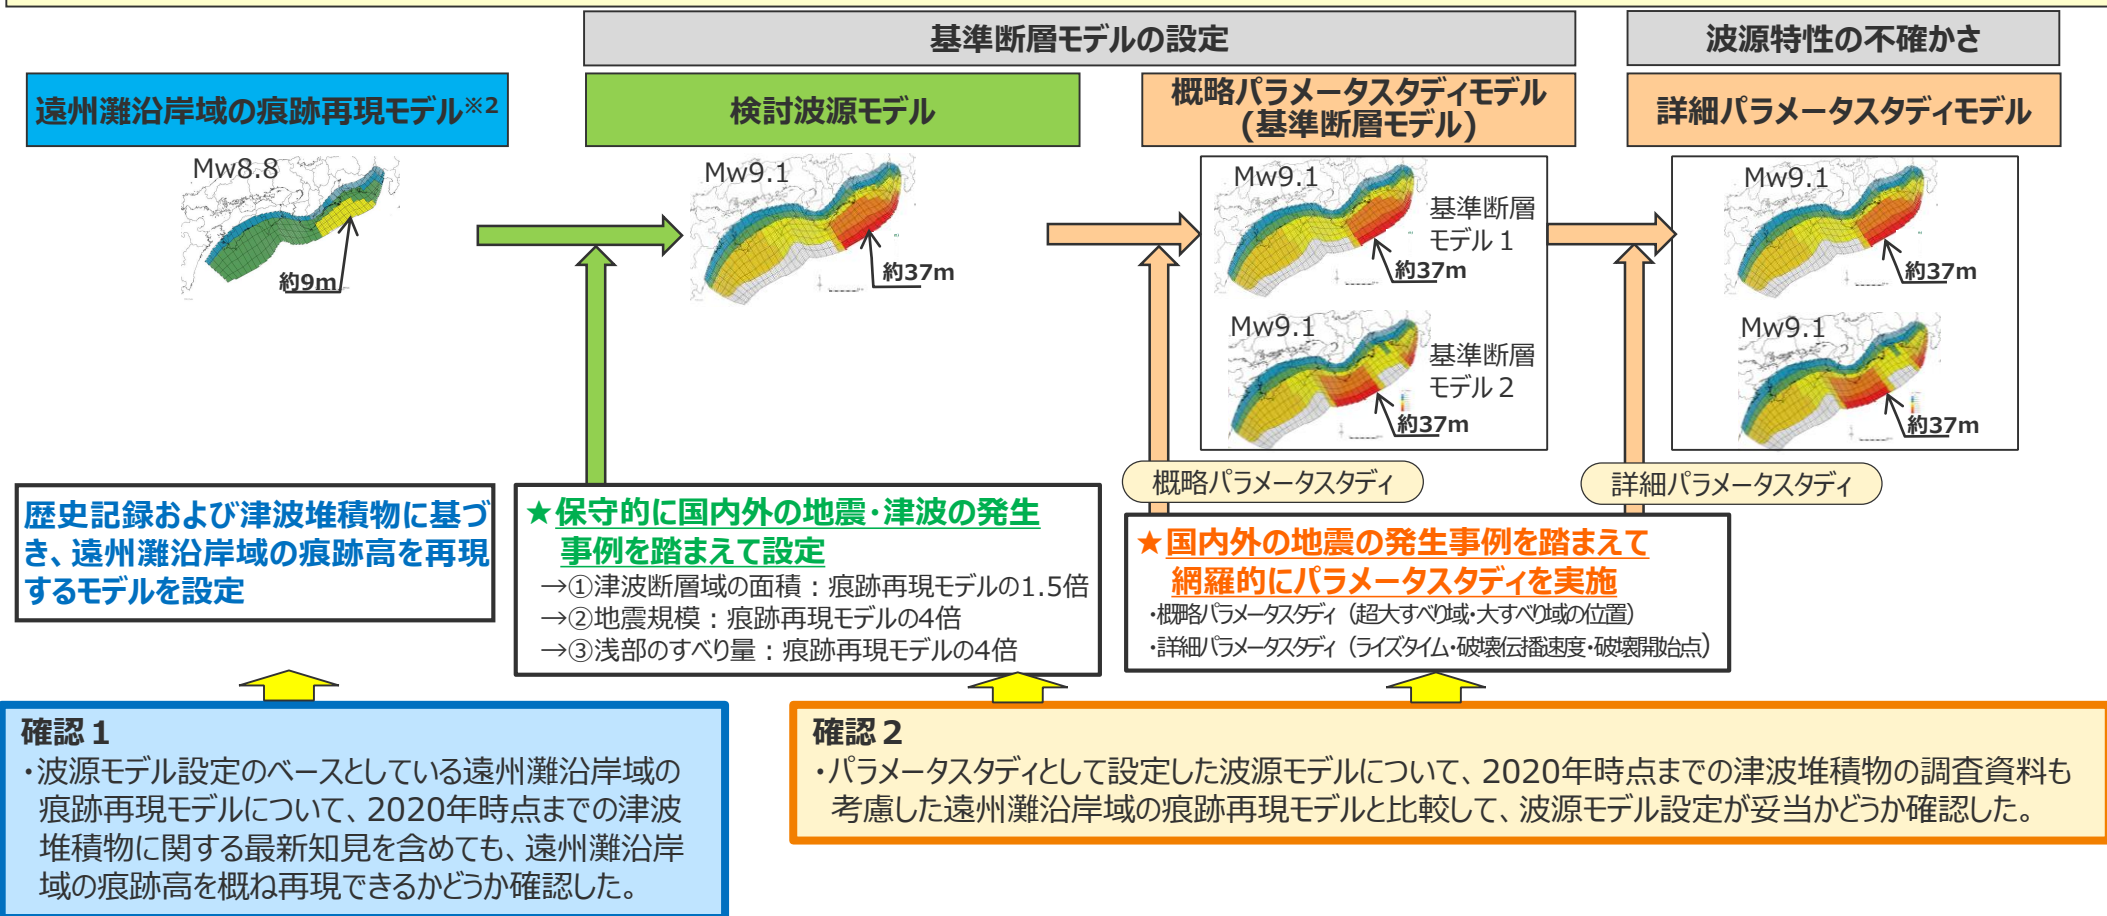 基準断層モデルの設定
波源特性の不確かさ
遠州灘沿岸域の痕跡再現モデル※2
検討波源モデル
概略パラメータスタディモデル
(基準断層モデル)
詳細パラメータスタディモデル
Mw8.8
約9m
Mw9.1
約37m
Mw9.1
基準断層
モデル１
約37m
Mw9.1
基準断層
モデル２
約37m
Mw9.1
約37m
Mw9.1
約37m
概略パラメータスタディ
詳細パラメータスタディ
歴史記録および津波堆積物に基づ
き、遠州灘沿岸域の痕跡高を再現
するモデルを設定
★保守的に国内外の地震・津波の発生
事例を踏まえて設定
→①津波断層域の面積：痕跡再現モデルの1.5倍
→②地震規模：痕跡再現モデルの4倍
→③浅部のすべり量：痕跡再現モデルの4倍
★国内外の地震の発生事例を踏まえて
網羅的にパラメータスタディを実施
・概略パラメータスタディ（超大すべり域・大すべり域の位置）
・詳細パラメータスタディ（ライズタイム・破壊伝播速度・破壊開始点）
確認１
・波源モデル設定のベースとしている遠州灘沿岸域の
痕跡再現モデルについて、2020年時点までの津波
堆積物に関する最新知見を含めても、遠州灘沿岸
域の痕跡高を概ね再現できるかどうか確認した。
確認２
・パラメータスタディとして設定した波源モデルについて、2020年時点までの津波堆積物の調査資料も
考慮した遠州灘沿岸域の痕跡再現モデルと比較して、波源モデル設定が妥当かどうか確認した。